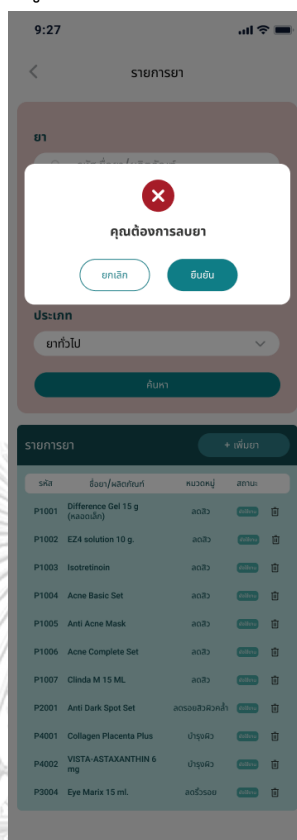 9:27
รายการยา
ยา
คุณต้องการลบยา
ยกเลิก
ยืนยัน
ประเภท
ยาทั่วไป
ค้นหา
รายการยา
+ เพิ่มยา
รหัส ชื่อยา/ผลิตภัณฑ์ หมวดหมู่ สถานะ
P1001 Difference Gel 15 g (หลอดเล็ก) ลดสิว
P1002 EZ4 solution 10 g. ลดสิว
P1003 Isotretinoin ลดสิว
P1004 Acne Basic Set ลดสิว
P1005 Anti Acne Mask ลดสิว
P1006 Acne Complete Set ลดสิว
P1007 Clinda M 15 ML ลดสิว
P2001 Anti Dark Spot Set ลดรอยสิวผิวคล้ำ
P4001 Collagen Placenta Plus บำรุงผิว
P4002 VISTA-ASTAXANTHIN 6 mg บำรุงผิว
P3004 Eye Marix 15 ml. ลดริ้วรอย